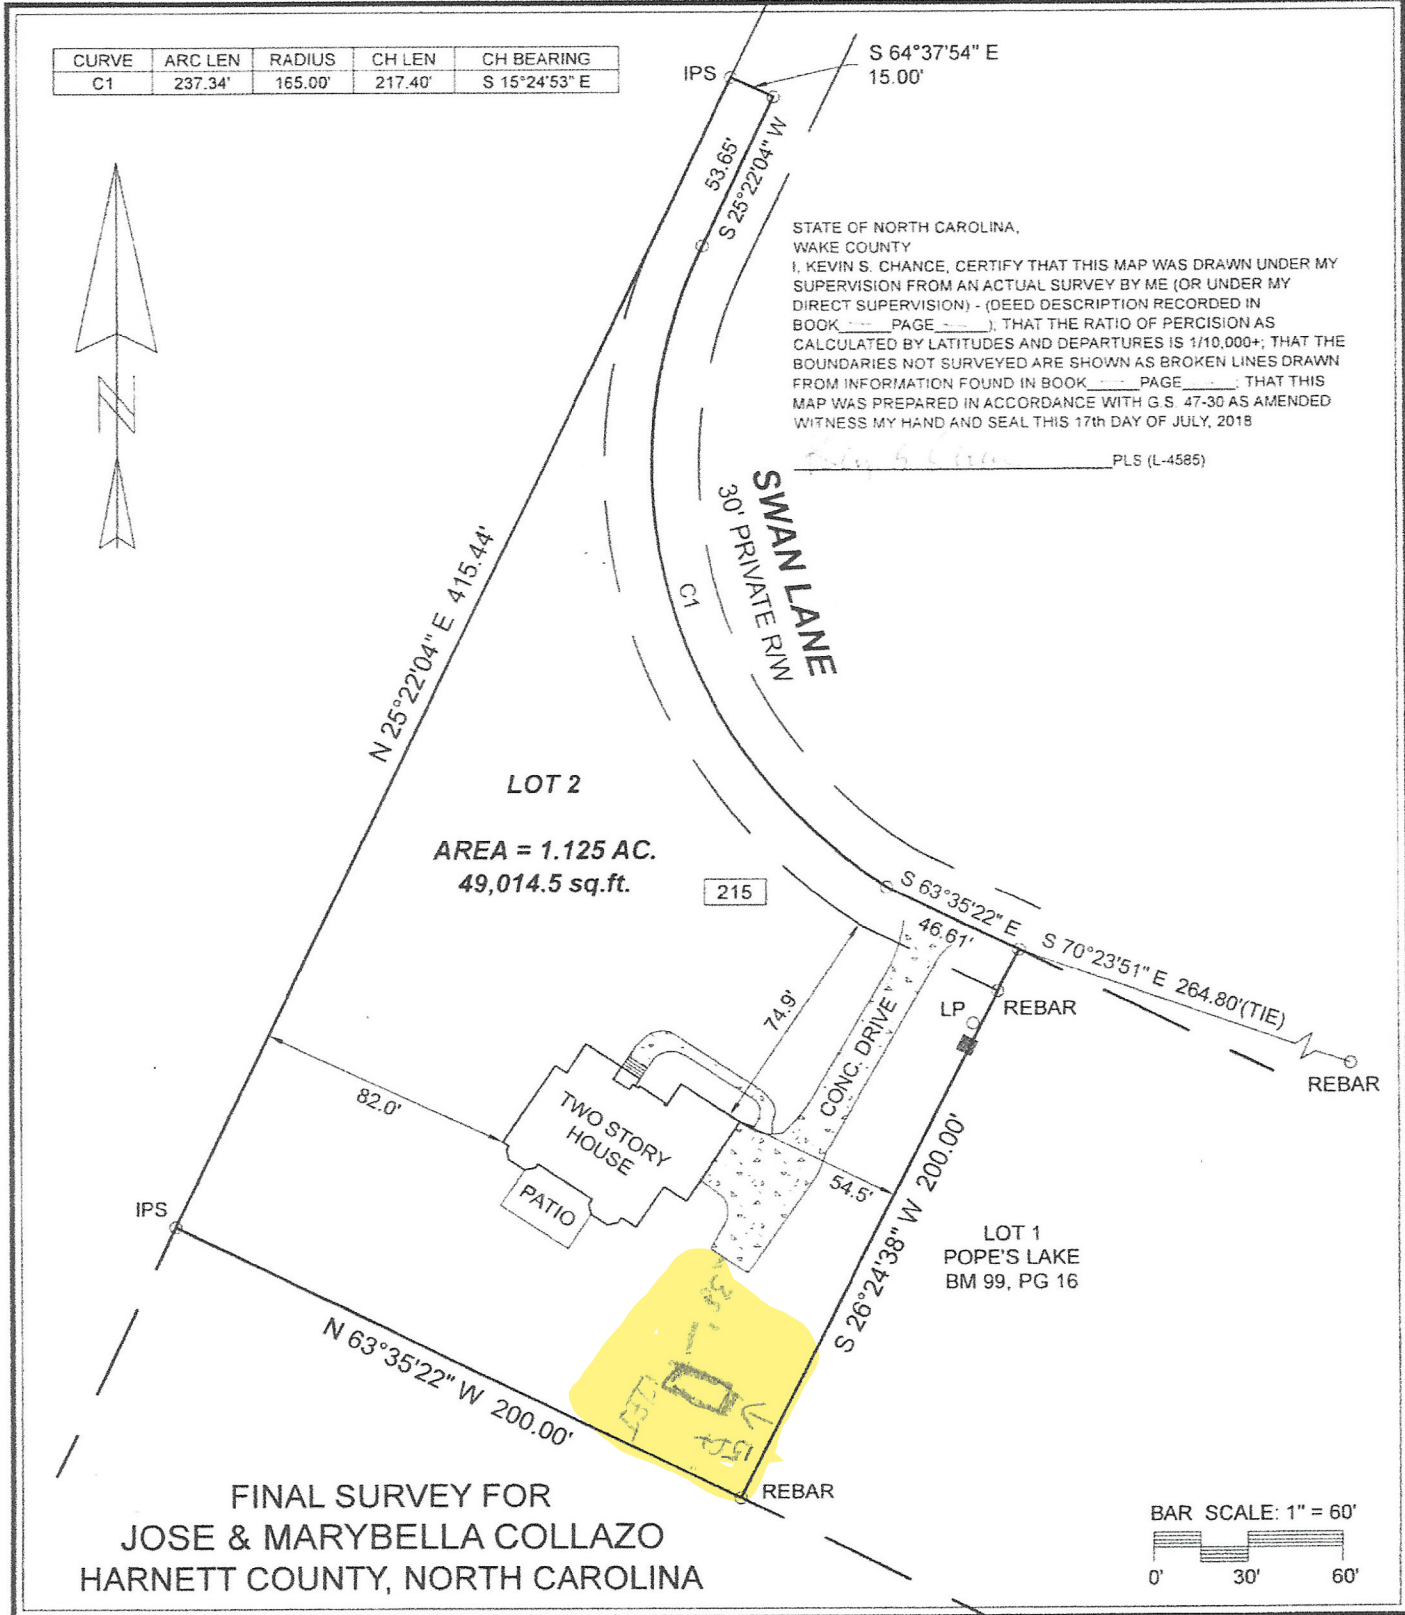 CURVE ARC LEN RADIUS CH LEN CH BEARING
C1 237.34' 165.00' 217.40' S 15°24'53" E
S 64°37'54" E
15.00'
IPS
53.65'
S 25°22'04" W
STATE OF NORTH CAROLINA,
WAKE COUNTY
I, KEVIN S. CHANCE, CERTIFY THAT THIS MAP WAS DRAWN UNDER MY
SUPERVISION FROM AN ACTUAL SURVEY BY ME (OR UNDER MY
DIRECT SUPERVISION) - (DEED DESCRIPTION RECORDED IN
BOOK_____PAGE_____); THAT THE RATIO OF PERCISION AS
CALCULATED BY LATITUDES AND DEPARTURES IS 1/10,000+; THAT THE
BOUNDARIES NOT SURVEYED ARE SHOWN AS BROKEN LINES DRAWN
FROM INFORMATION FOUND IN BOOK_____PAGE_____; THAT THIS
MAP WAS PREPARED IN ACCORDANCE WITH G.S. 47-30 AS AMENDED
WITNESS MY HAND AND SEAL THIS 17th DAY OF JULY, 2018
PLS (L-4585)
N
SWAN LANE
30' PRIVATE R/W
C1
N 25°22'04" E 415.44'
LOT 2
AREA = 1.125 AC.
49,014.5 sq.ft.
215
S 63°35'22" E
46.61'
S 70°23'51" E 264.80'(TIE)
REBAR
LP
REBAR
74.9'
CONC. DRIVE
82.0'
TWO STORY
HOUSE
PATIO
54.5'
S 26°24'38" W 200.00'
IPS
LOT 1
POPE'S LAKE
BM 99, PG 16
N 63°35'22" W 200.00'
15 Ft
REBAR
FINAL SURVEY FOR
JOSE & MARYBELLA COLLAZO
HARNETT COUNTY, NORTH CAROLINA
BAR SCALE: 1" = 60'
0' 30' 60'